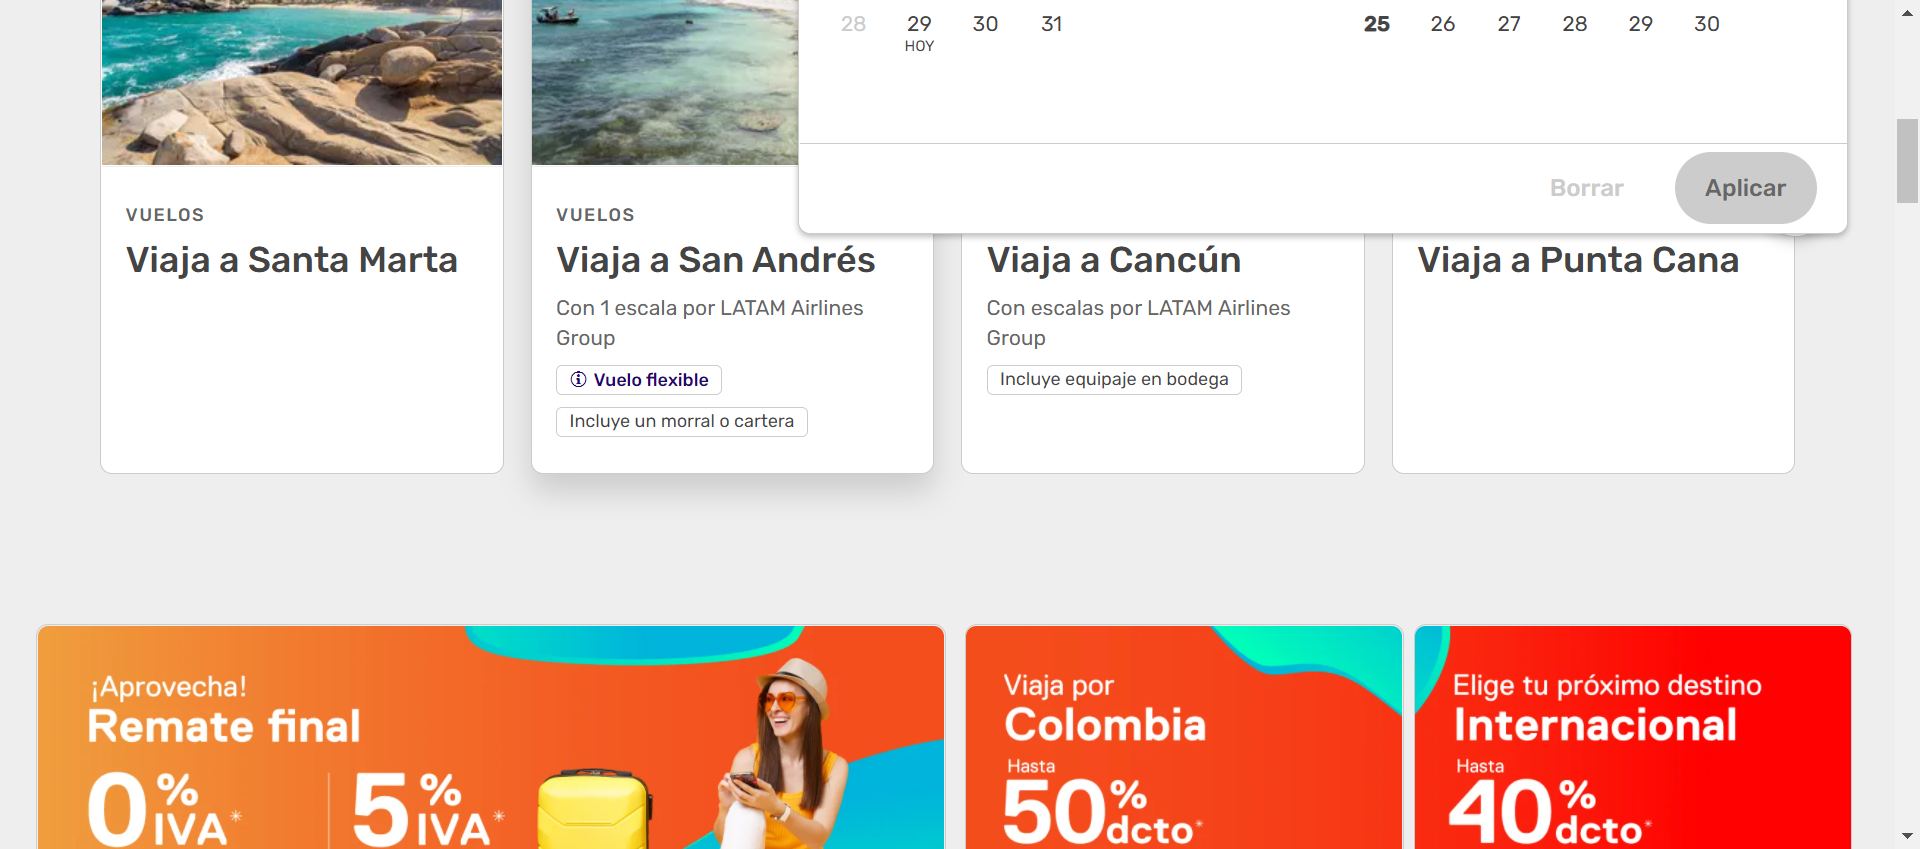 28 29 30 31
HOY
25 26 27 28 29 30
Borrar
Aplicar
VUELOS
Viaja a Santa Marta
VUELOS
Viaja a San Andrés
Con 1 escala por LATAM Airlines
Group
Vuelo flexible
Incluye un morral o cartera
Viaja a Cancún
Con escalas por LATAM Airlines
Group
Incluye equipaje en bodega
Viaja a Punta Cana
¡Aprovecha!
Remate final
0% IVA*
5% IVA*
Viaja por
Colombia
Hasta
50% dcto*
Elige tu próximo destino
Internacional
Hasta
40% dcto*